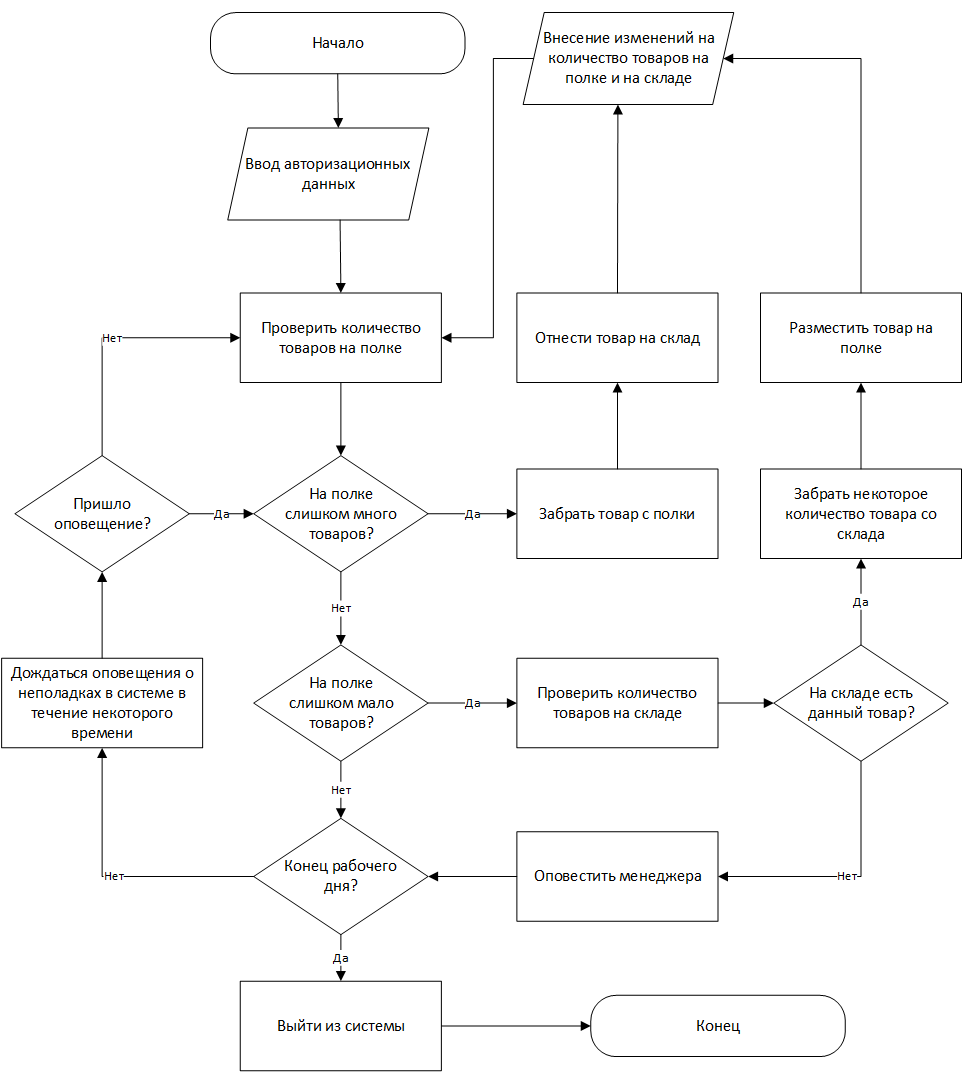 Начало
Внесение изменений на
количество товаров на
полке и на складе
Ввод авторизационных
данных
Проверить количество
товаров на полке
Отнести товар на склад
Разместить товар на
полке
Нет
Пришло
оповещение?
Да
На полке
слишком много
товаров?
Да
Забрать товар с полки
Забрать некоторое
количество товара со
склада
Нет
Да
Дождаться оповещения о
неполадках в системе в
течение некоторого
времени
На полке
слишком мало
товаров?
Да
Проверить количество
товаров на складе
На складе есть
данный товар?
Нет
Нет
Конец рабочего
дня?
Оповестить менеджера
Нет
Да
Выйти из системы
Конец